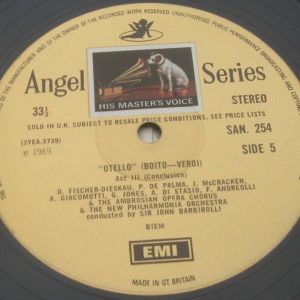 ALL RIGHTS OF THE MANUFACTURER AND OF THE OWNER OF THE RECORDED WORK RESERVED UNAUTHORISED PUBLIC PERFORMANCE BROADCASTING AND COPYING
Angel Series
HIS MASTER'S VOICE
33⅓
STEREO
SOLD IN U.K. SUBJECT TO RESALE PRICE CONDITIONS, SEE PRICE LISTS
(2YEA.3739)
SAN. 254
℗ 1969
SIDE 5
"OTELLO" (BOITO—VERDI)
Act III (Conclusion)
D. FISCHER-DIESKAU, P. DE PALMA, J. McCRACKEN,
A. GIACOMOTTI, G. JONES, A. DI STASIO, F. ANDREOLLI
& THE AMBROSIAN OPERA CHORUS
& THE NEW PHILHARMONIA ORCHESTRA
conducted by SIR JOHN BARBIROLLI
BIEM
EMI
MADE IN GT BRITAIN